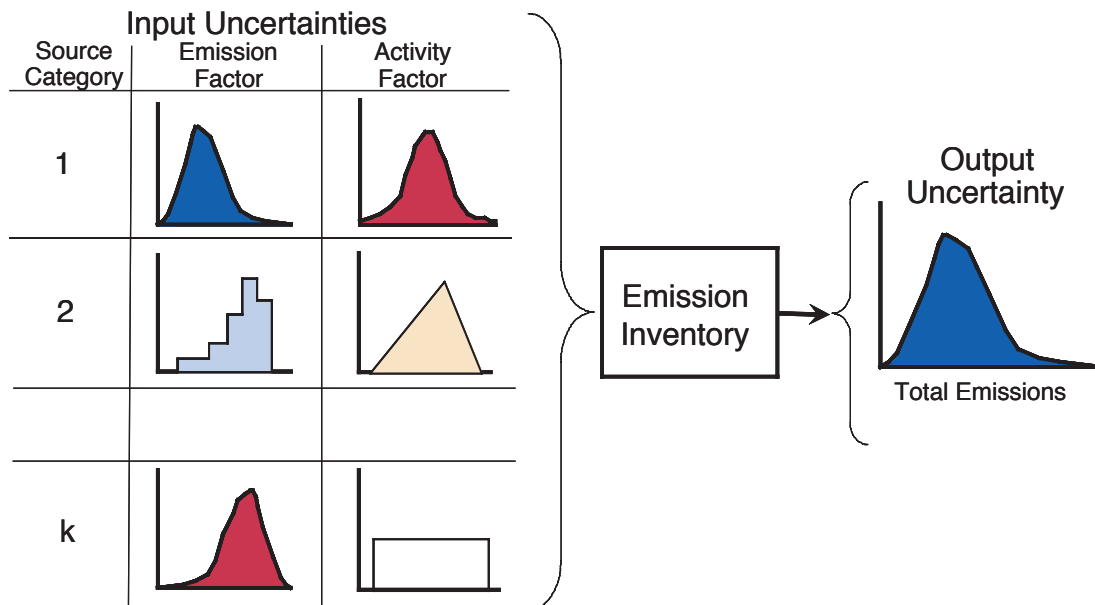 Input Uncertainties
Source
Category
Emission
Factor
Activity
Factor
1
2
k
Emission
Inventory
Output
Uncertainty
Total Emissions